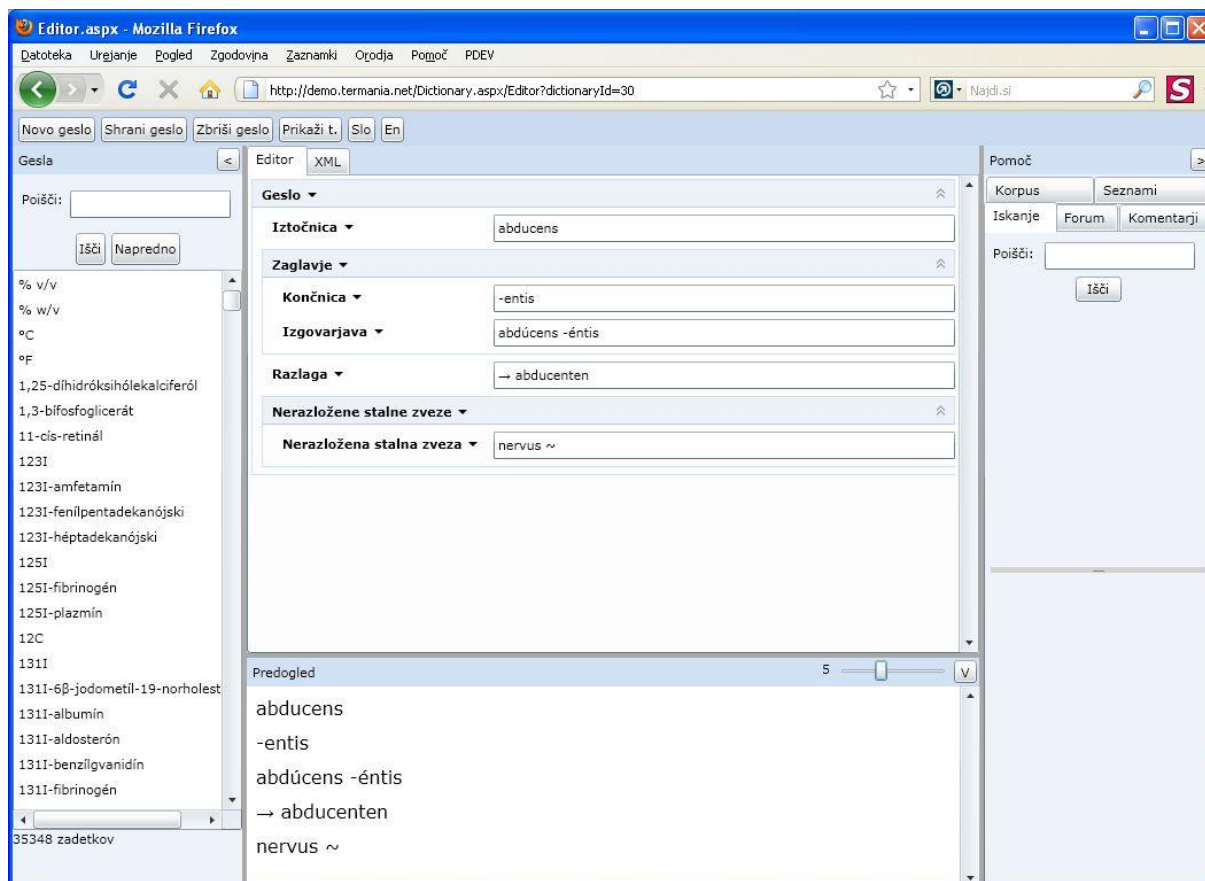 Editor.aspx - Mozilla Firefox
Datoteka Urejanje Pogled Zgodovina Zaznamki Orodja Pomoč PDEV
http://demo.termania.net/Dictionary.aspx/Editor?dictionaryId=30
Najdi.si
S
Novo geslo Shrani geslo Zbriši geslo Prikaži t. Slo En
Gesla <
Poišči:
Išči Napredno
% v/v
% w/v
°C
°F
1,25-díhidróksihólekalciferól
1,3-bífosfoglicerát
11-cís-retinál
123I
123I-amfetamín
123I-fenílpentadekanójski
123I-héptadekanójski
125I
125I-fibrinogén
125I-plazmín
12C
131I
131I-6β-jodometíl-19-norholest
131I-albumín
131I-aldosterón
131I-benzílgvanidín
131I-fibrinogén
35348 zadetkov
Editor XML
Geslo
Iztočnica abducens
Zaglavje
Končnica -entis
Izgovarjava abdúcens -éntis
Razlaga → abducenten
Nerazložene stalne zveze
Nerazložena stalna zveza nervus ~
Predogled 5 V
abducens
-entis
abdúcens -éntis
→ abducenten
nervus ~
Pomoč >
Korpus Seznami
Iskanje Forum Komentarji
Poišči:
Išči